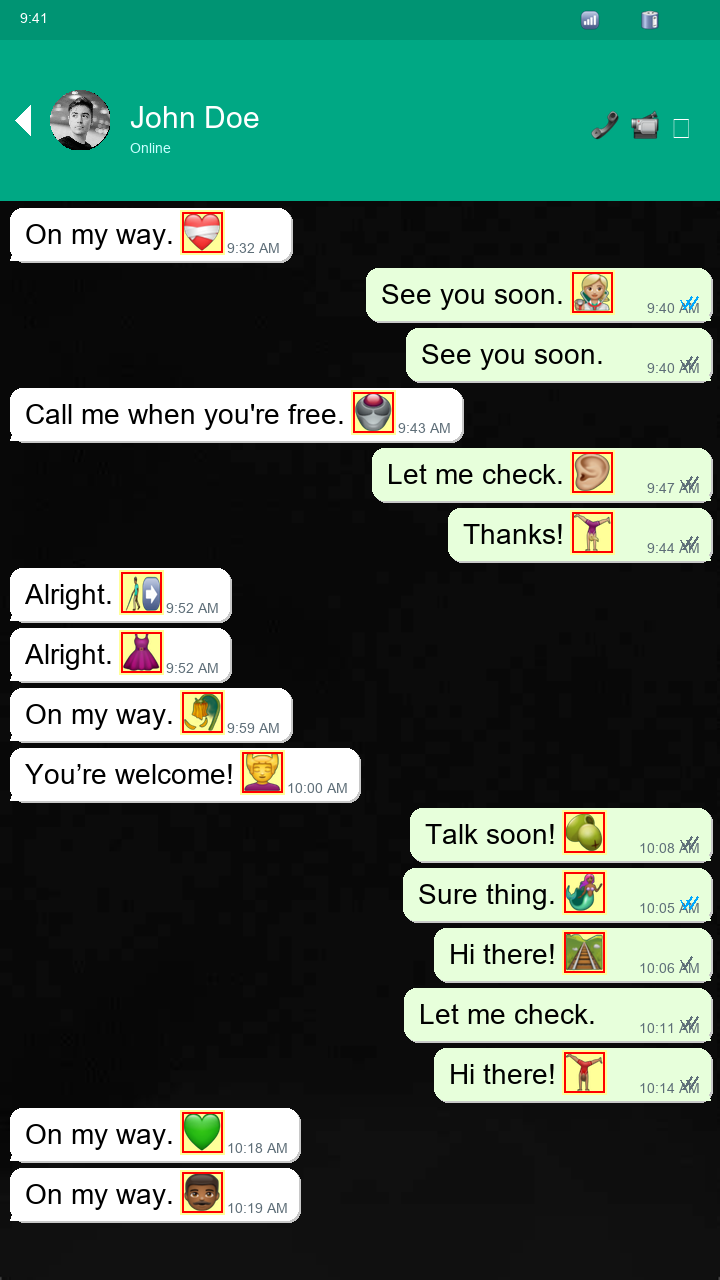 9:41
John Doe
Online
On my way. 9:32 AM
See you soon. 9:40 AM
See you soon. 9:40 AM
Call me when you're free. 9:43 AM
Let me check. 9:47 AM
Thanks! 9:44 AM
Alright. 9:52 AM
Alright. 9:52 AM
On my way. 9:59 AM
You’re welcome! 10:00 AM
Talk soon! 10:08 AM
Sure thing. 10:05 AM
Hi there! 10:06 AM
Let me check. 10:11 AM
Hi there! 10:14 AM
On my way. 10:18 AM
On my way. 10:19 AM